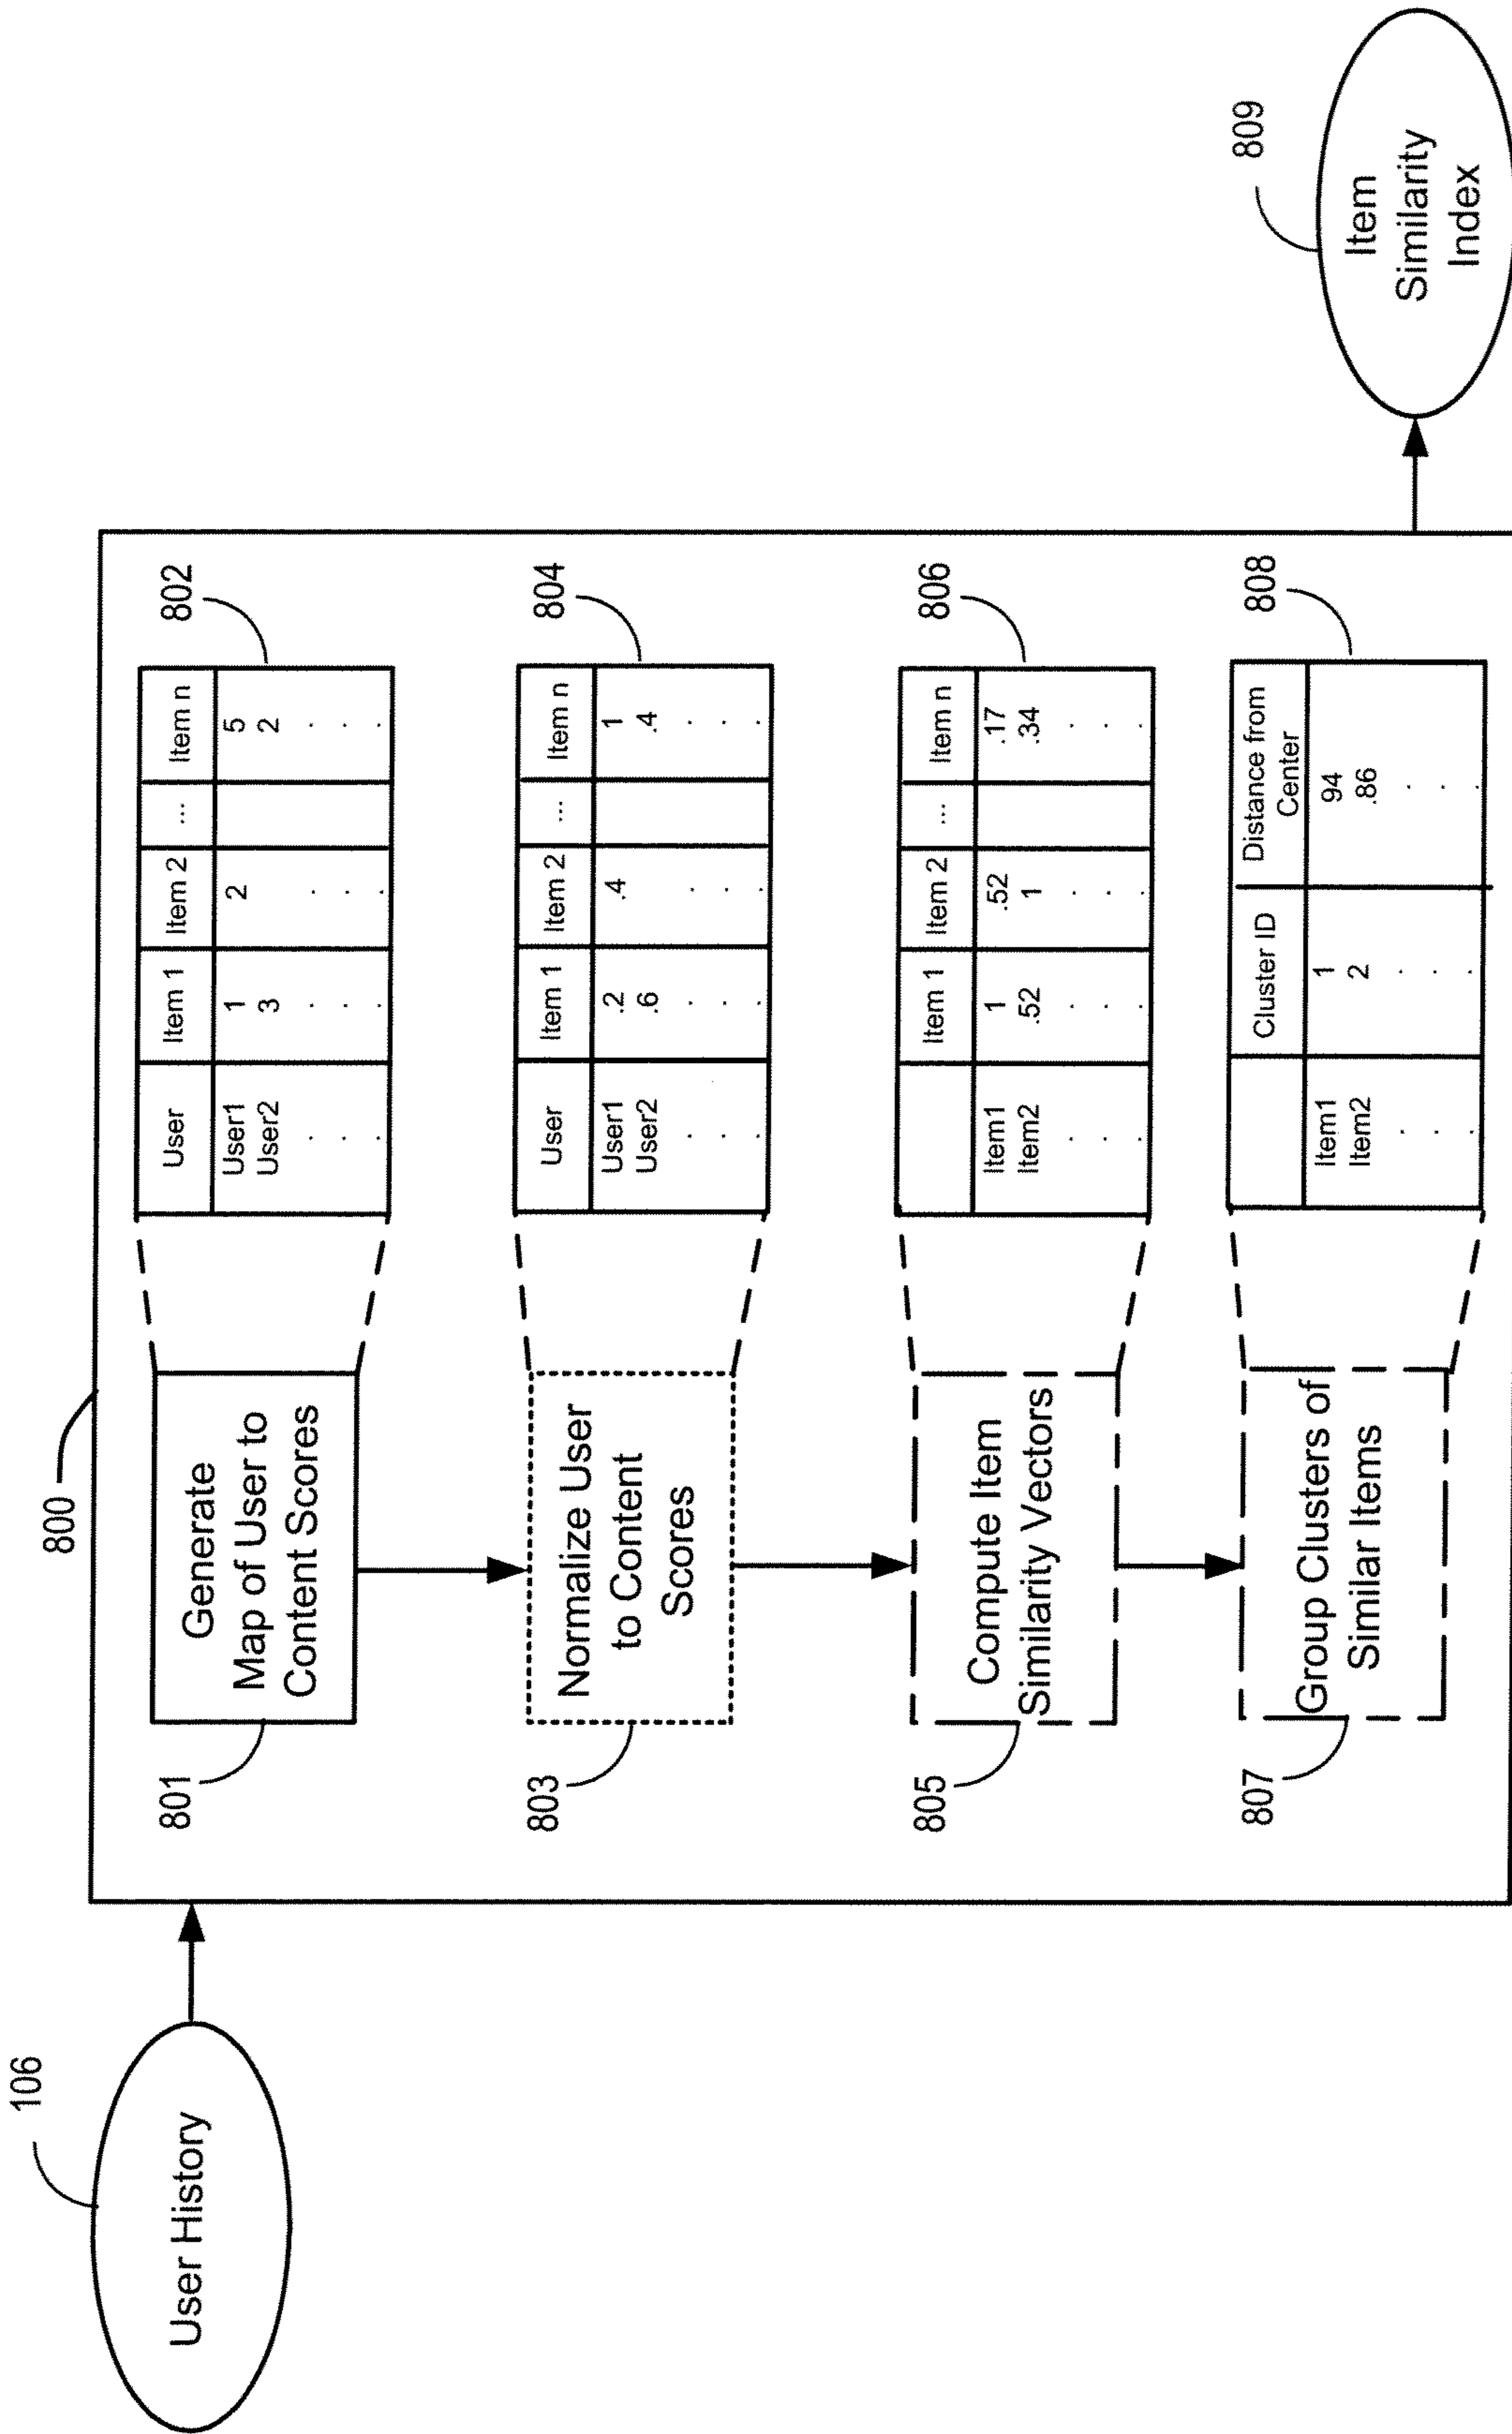 106
User History
800
801
Generate
Map of User to
Content Scores
802
User Item 1 Item 2 ... Item n
User1 1 2 5
User2 3 2
. . . .
. . . .
. . . .
803
Normalize User
to Content
Scores
804
User Item 1 Item 2 ... Item n
User1 .2 .4 1
User2 .6 .4
. . . .
. . . .
. . . .
805
Compute Item
Similarity Vectors
806
Item 1 Item 2 ... Item n
Item1 1 .52 .17
Item2 .52 1 .34
. . . .
. . . .
. . . .
807
Group Clusters of
Similar Items
808
Cluster ID Distance from
Center
Item1 1 94
Item2 2 .86
. . .
. . .
. . .
809
Item
Similarity
Index